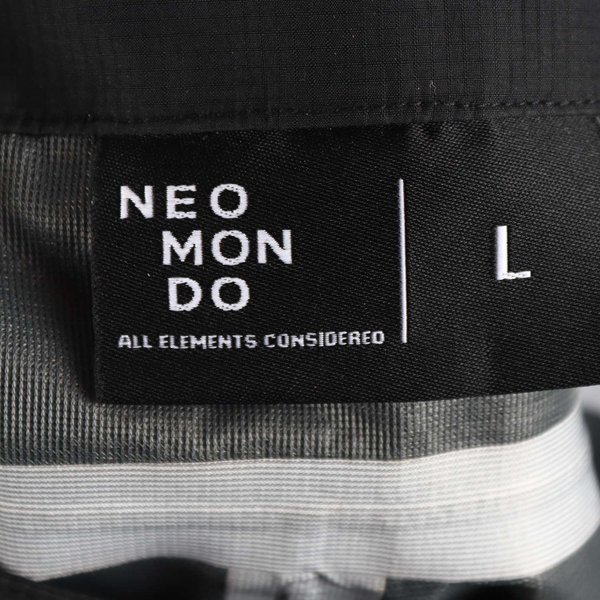 NEO
MON
DO
ALL ELEMENTS CONSIDERED
L